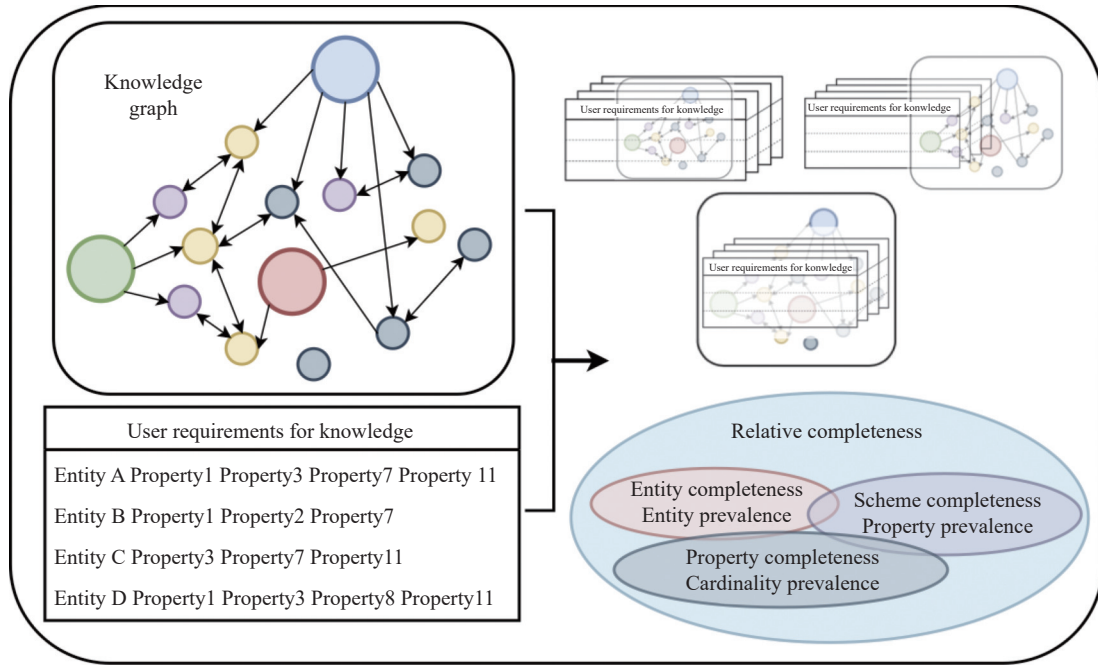 Knowledge
graph
User requirements for knowledge
Entity A Property1 Property3 Property7 Property 11
Entity B Property1 Property2 Property7
Entity C Property3 Property7 Property11
Entity D Property1 Property3 Property8 Property11
User requirements for konwledge
User requirements for konwledge
User requirements for konwledge
Relative completeness
Entity completeness
Entity prevalence
Scheme completeness
Property prevalence
Property completeness
Cardinality prevalence